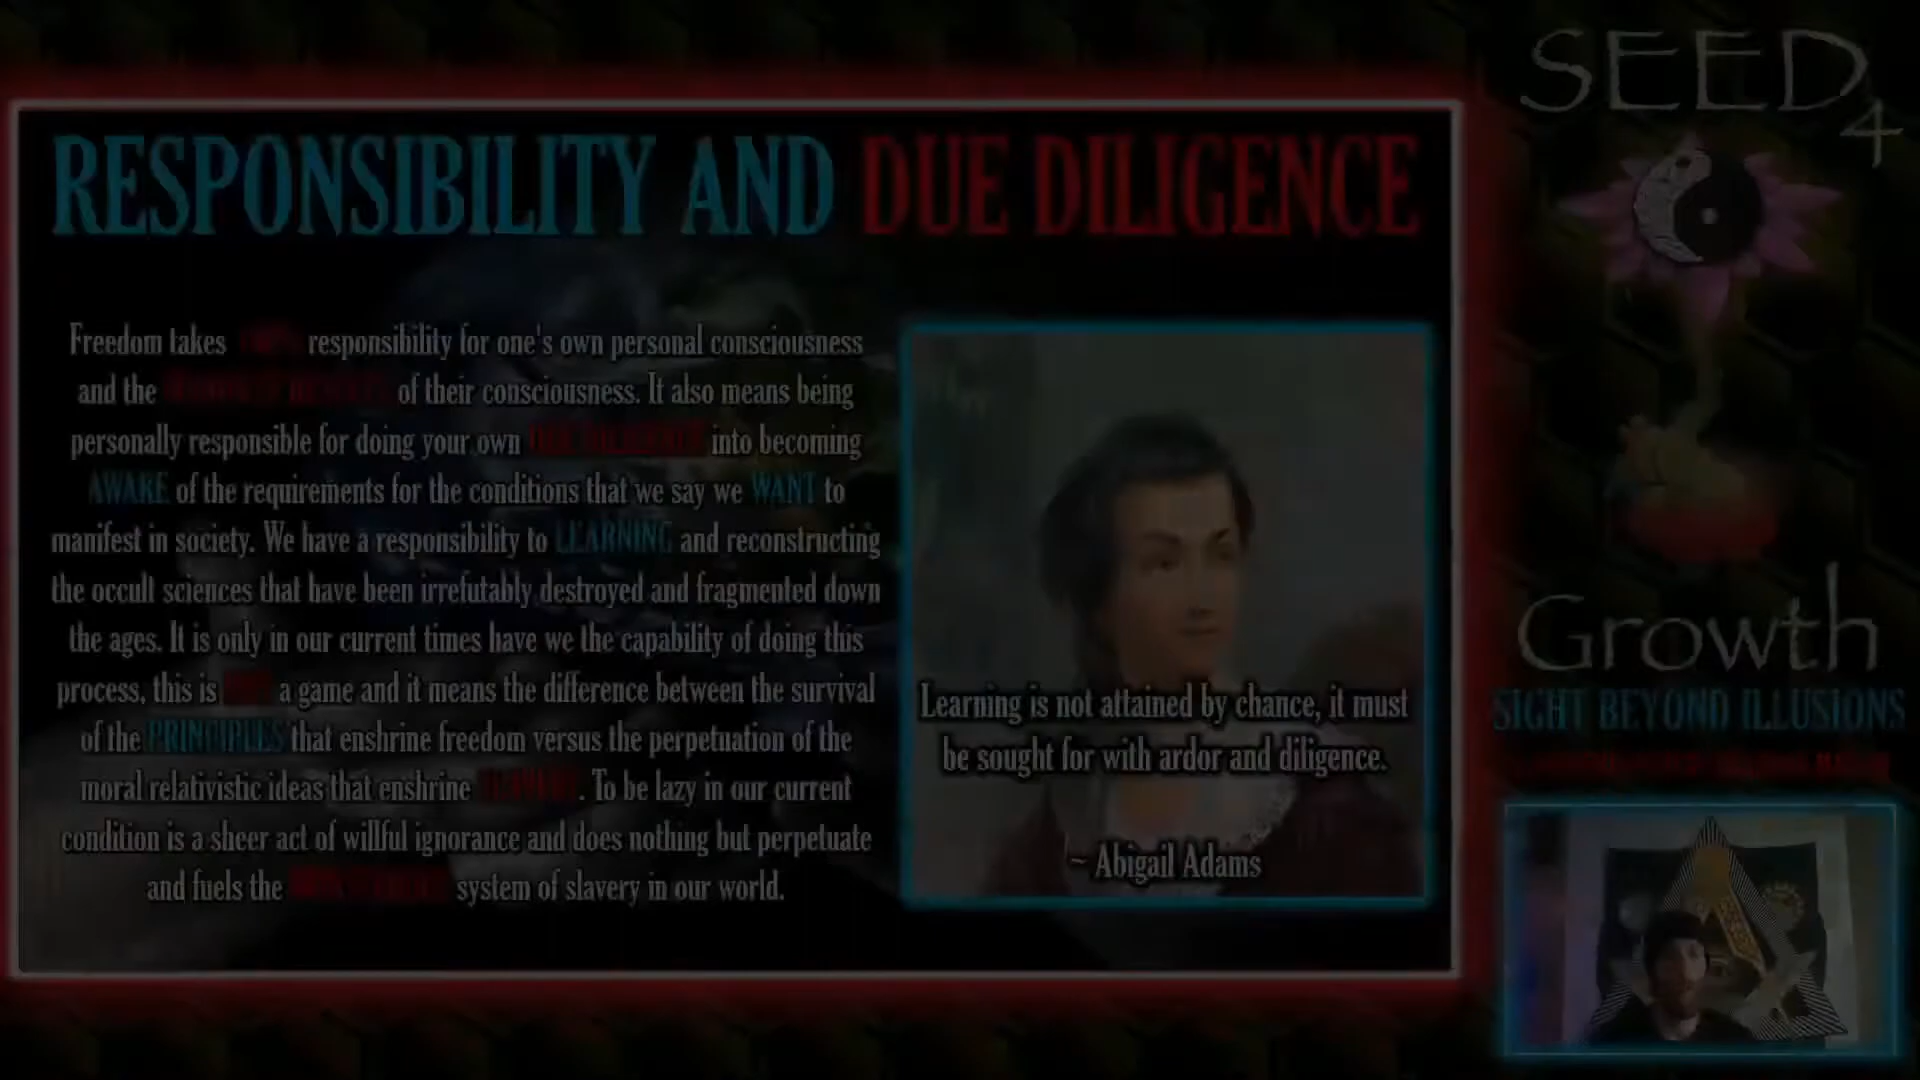 RESPONSIBILITY AND DUE DILIGENCE
Freedom takes 100% responsibility for one's own personal consciousness
and the of their consciousness. It also means being
personally responsible for doing your own DUE DILIGENCE into becoming
AWARE of the requirements for the conditions that we say we WANT to
manifest in society. We have a responsibility to LEARNING and reconstructing
the occult sciences that have been irrefutably destroyed and fragmented down
the ages. It is only in our current times have we the capability of doing this
process, this is NOT a game and it means the difference between the survival
of the PRINCIPLES that enshrine freedom versus the perpetuation of the
moral relativistic ideas that enshrine SLAVERY. To be lazy in our current
condition is a sheer act of willful ignorance and does nothing but perpetuate
and fuels the system of slavery in our world.
Learning is not attained by chance, it must
be sought for with ardor and diligence.
~ Abigail Adams
SEED
4
Growth
SIGHT BEYOND ILLUSIONS